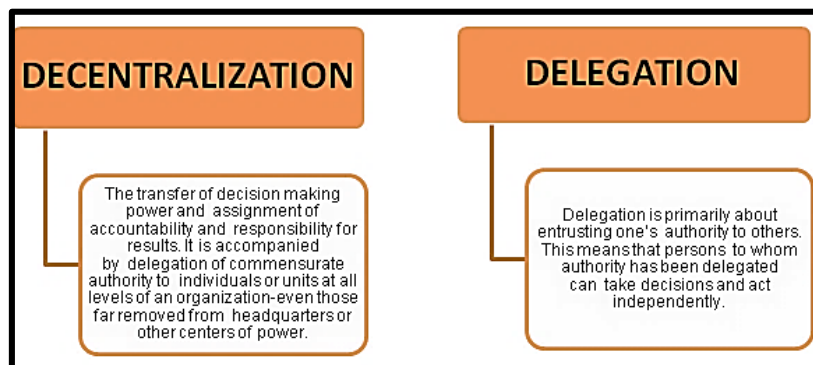 DECENTRALIZATION
The transfer of decision making
power and assignment of
accountability and responsibility for
results. It is accompanied
by delegation of commensurate
authority to individuals or units at all
levels of an organization-even those
far removed from headquarters or
other centers of power.
DELEGATION
Delegation is primarily about
entrusting one's authority to others.
This means that persons to whom
authority has been delegated
can take decisions and act
independently.